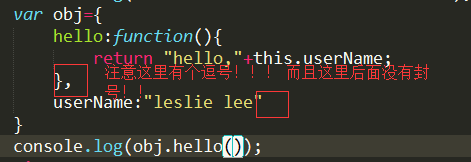 var obj={
hello:function(){
return "hello,"+this.userName;
}, 注意这里有个逗号！！！ 而且这里后面没有封
号！！
userName:"leslie lee"
}
console.log(obj.hello());